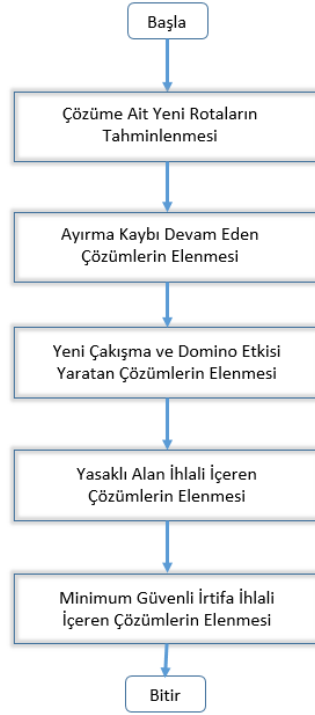 Başla
Çözüme Ait Yeni Rotaların
Tahminlenmesi
Ayırma Kaybı Devam Eden
Çözümlerin Elenmesi
Yeni Çakışma ve Domino Etkisi
Yaratan Çözümlerin Elenmesi
Yasaklı Alan İhlali İçeren
Çözümlerin Elenmesi
Minimum Güvenli İrtifa İhlali
İçeren Çözümlerin Elenmesi
Bitir